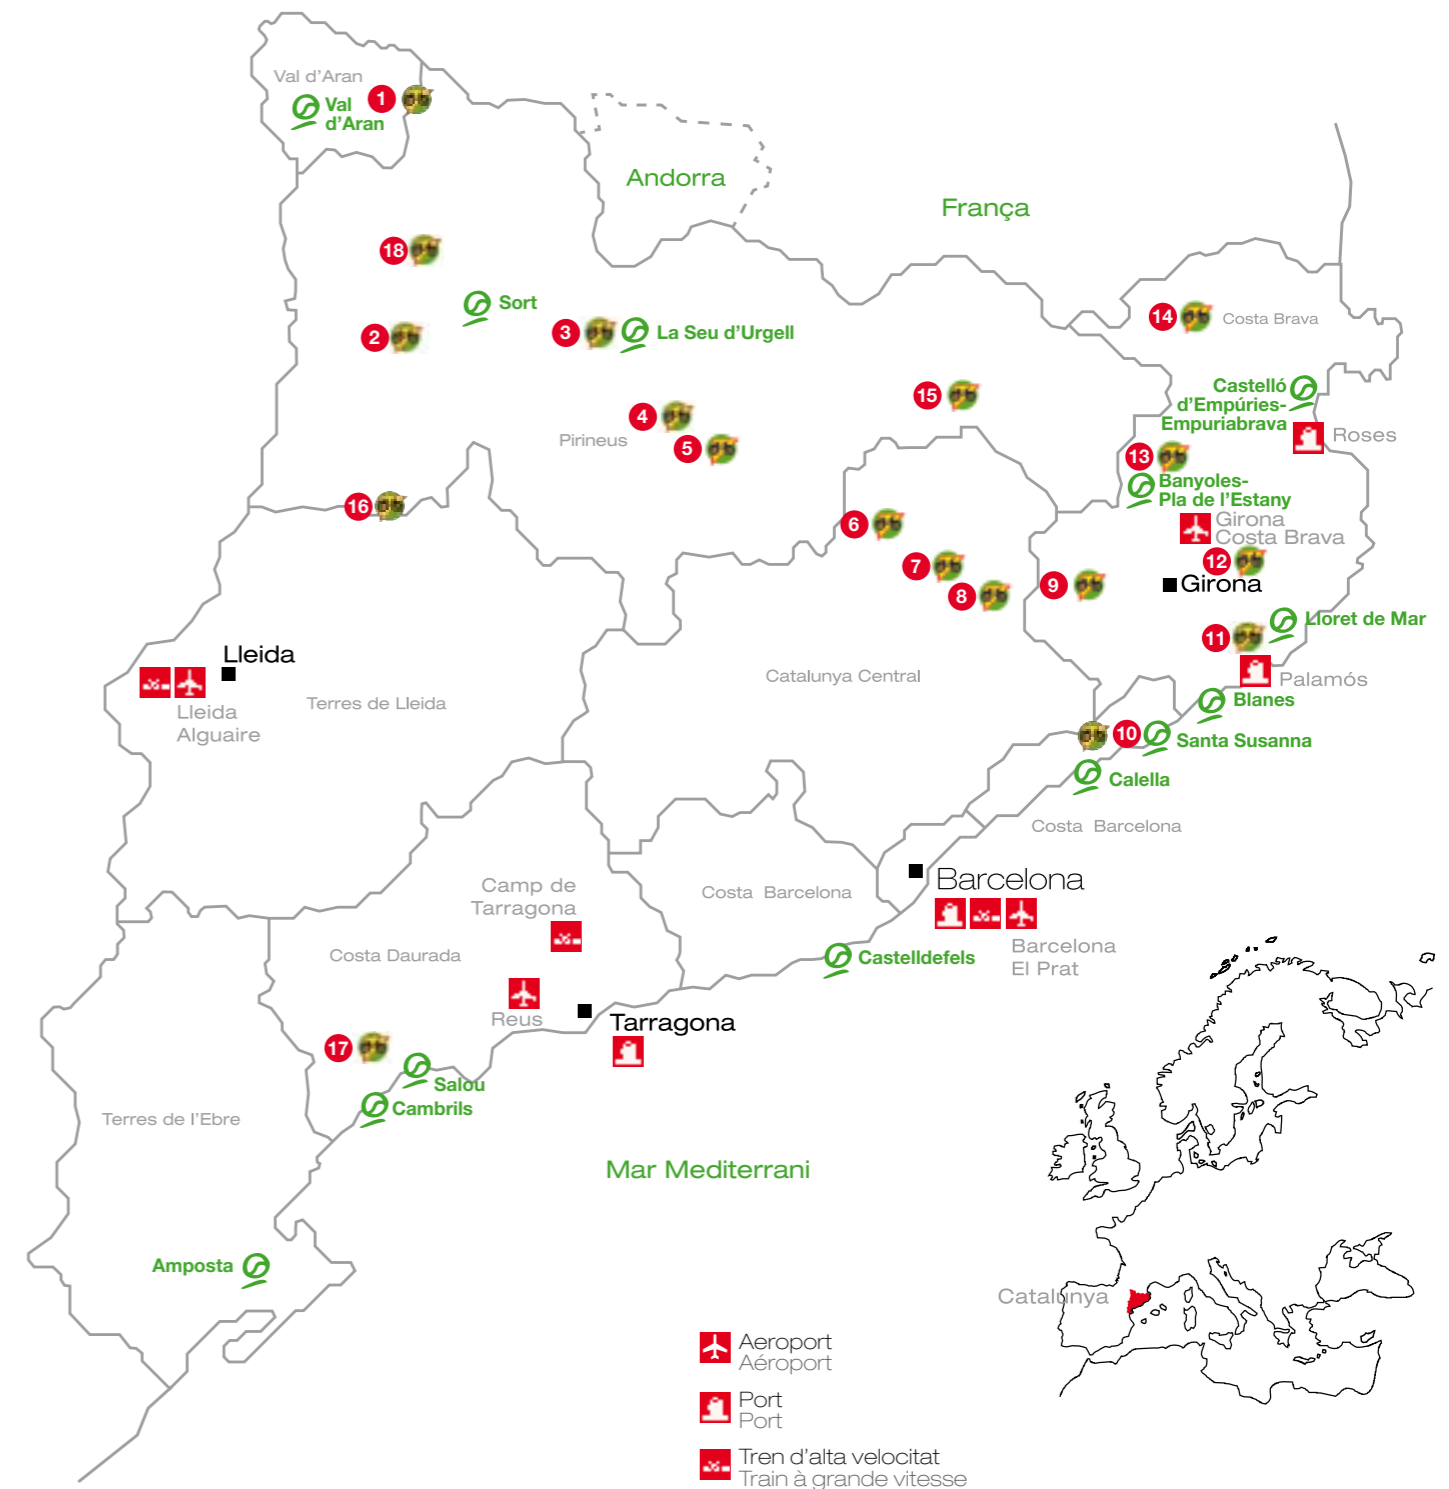 Val d'Aran
1
Val
d'Aran
Andorra
França
18
Sort
2
3
La Seu d'Urgell
14
Costa Brava
15
Castelló
d'Empúries-
Empuriabrava
4
Pirineus
5
Roses
13
Banyoles-
Pla de l'Estany
16
6
Girona
Costa Brava
7
12
8
9
Girona
11
Lloret de Mar
Lleida
Catalunya Central
Palamós
Terres de Lleida
Blanes
Lleida
Alguaire
10
Santa Susanna
Calella
Costa Barcelona
Barcelona
Camp de
Tarragona
Costa Barcelona
Costa Daurada
Castelldefels
Barcelona
El Prat
Reus
Tarragona
17
Salou
Cambrils
Terres de l'Ebre
Mar Mediterrani
Amposta
Catalunya
Aeroport
Aéroport
Port
Port
Tren d'alta velocitat
Train à grande vitesse